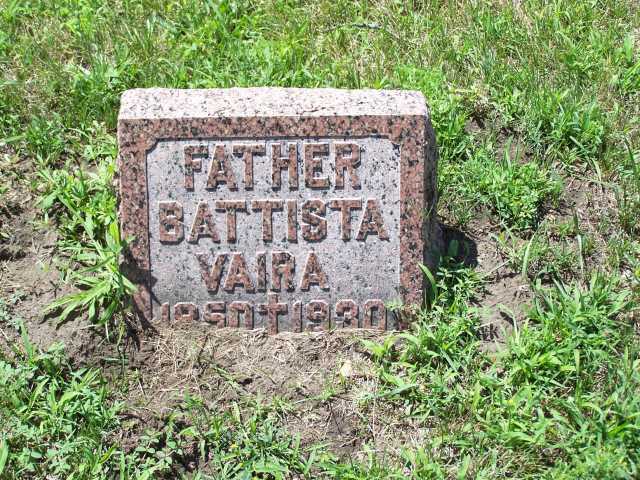 FATHER
BATTISTA
VAIRA
1850†1930